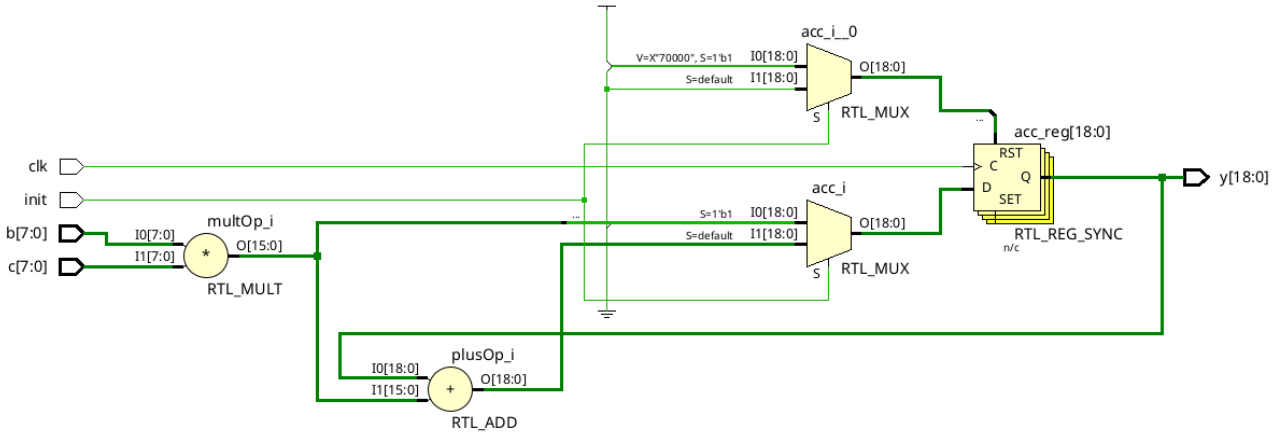 acc_i__0
V=X"70000", S=1'b1 I0[18:0] O[18:0]
S=default I1[18:0]
S RTL_MUX
... acc_reg[18:0]
RST
clk C
Q y[18:0]
init acc_i D
SET
multOp_i ... S=1'b1 I0[18:0] O[18:0] RTL_REG_SYNC
b[7:0] I0[7:0] O[15:0] S=default I1[18:0] n/c
c[7:0] I1[7:0] * S RTL_MUX
RTL_MULT
plusOp_i
I0[18:0] O[18:0]
I1[15:0] +
RTL_ADD